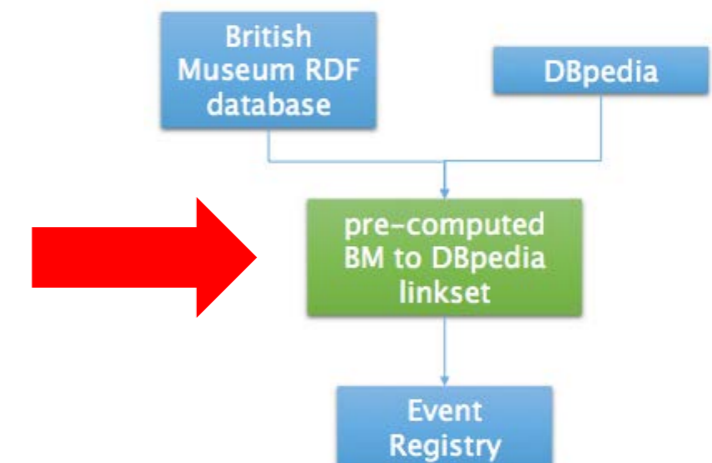 British
Museum RDF
database
DBpedia
pre-computed
BM to DBpedia
linkset
Event
Registry